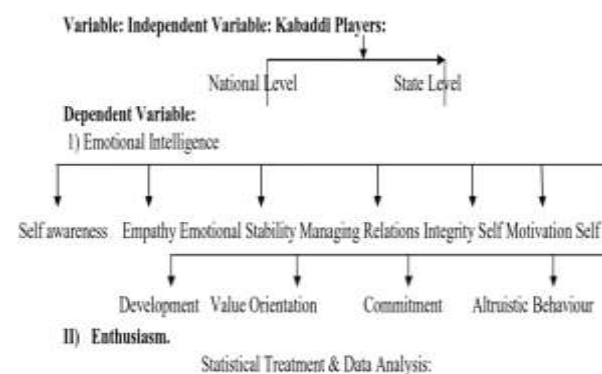 Variable: Independent Variable: Kabaddi Players:
National Level State Level
Dependent Variable:
1) Emotional Intelligence
Self awareness Empathy Emotional Stability Managing Relations Integrity Self Motivation Self
Development Value Orientation Commitment Altruistic Behaviour
II) Enthusiasm.
Statistical Treatment & Data Analysis: